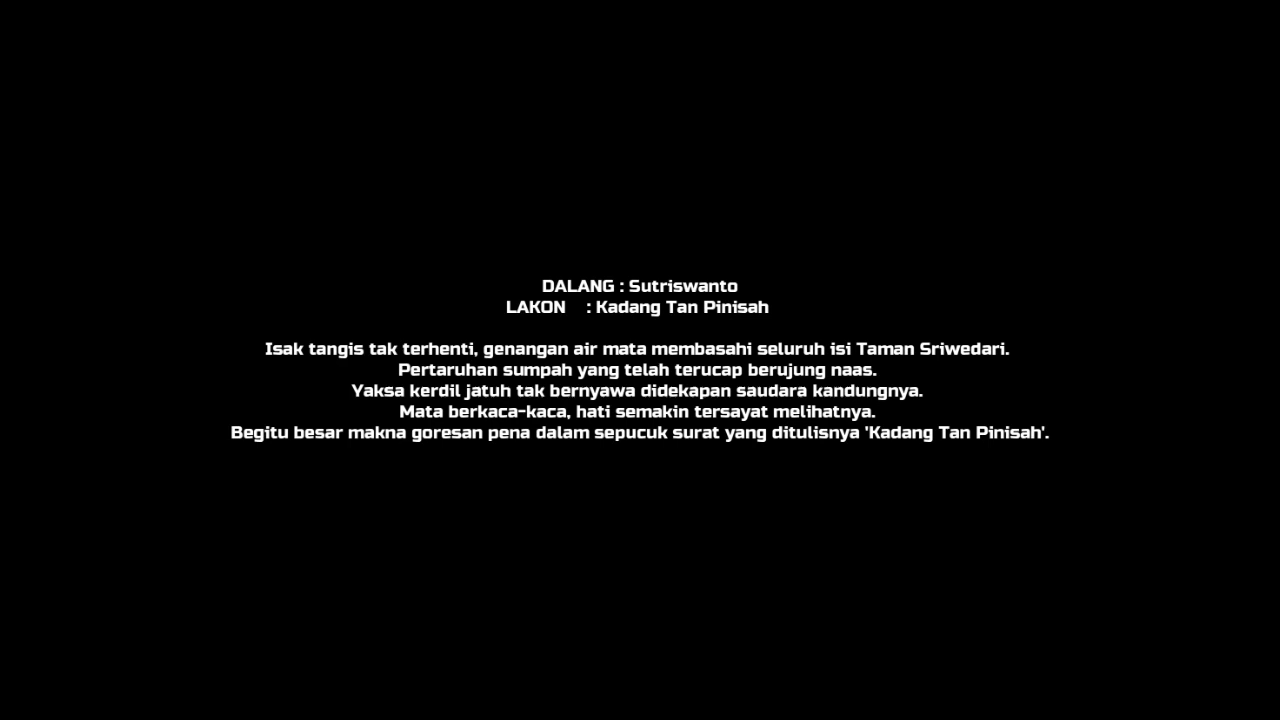 DALANG : Sutriswanto
LAKON : Kadang Tan Pinisah
Isak tangis tak terhenti, genangan air mata membasahi seluruh isi Taman Sriwedari.
Pertaruhan sumpah yang telah terucap berujung naas.
Yaksa kerdil jatuh tak bernyawa didekapan saudara kandungnya.
Mata berkaca-kaca, hati semakin tersayat melihatnya.
Begitu besar makna goresan pena dalam sepucuk surat yang ditulisnya 'Kadang Tan Pinisah'.